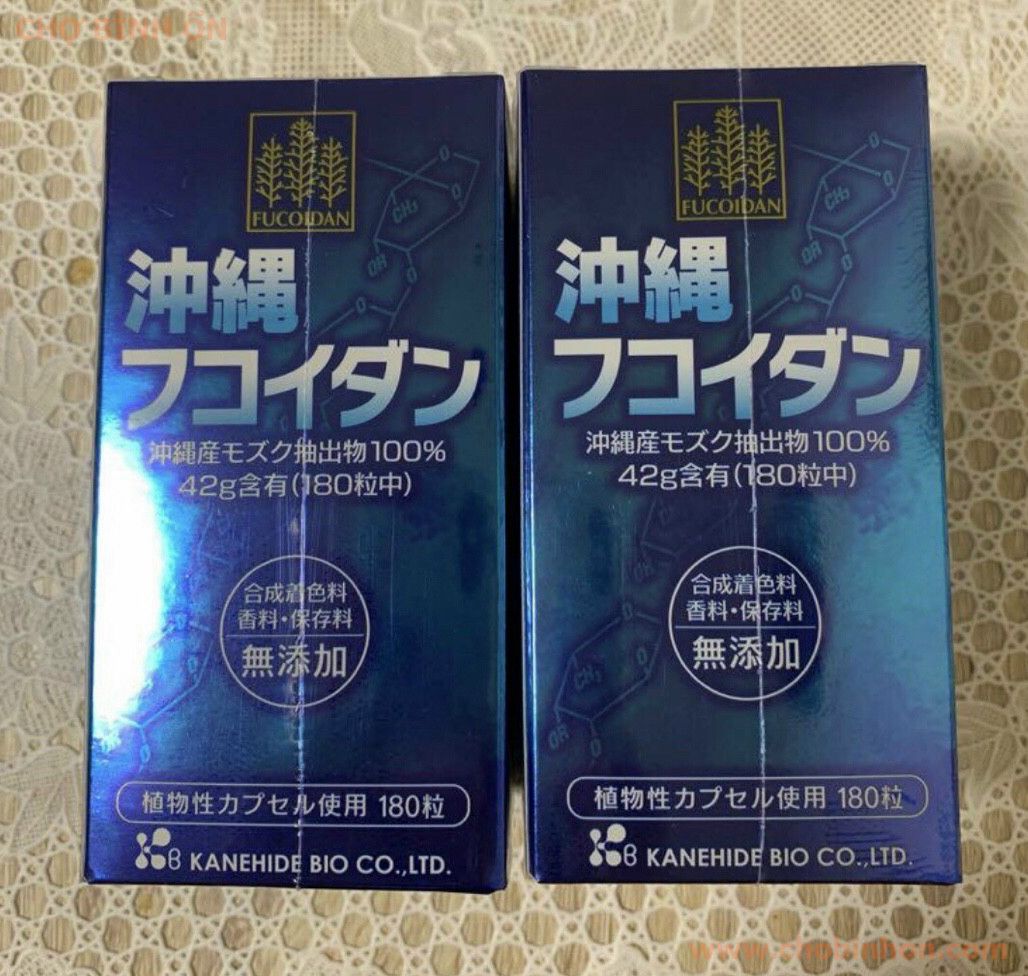 CHO BINH ÔN
FUCOIDAN
沖縄
フコイダン
沖縄産モズク抽出物100%
42g含有(180粒中)
合成着色料
香料・保存料
無添加
植物性カプセル使用 180粒
KANEHIDE BIO CO.,LTD.
FUCOIDAN
沖縄
フコイダン
沖縄産モズク抽出物100%
42g含有(180粒中)
合成着色料
香料・保存料
無添加
植物性カプセル使用 180粒
KANEHIDE BIO CO.,LTD.